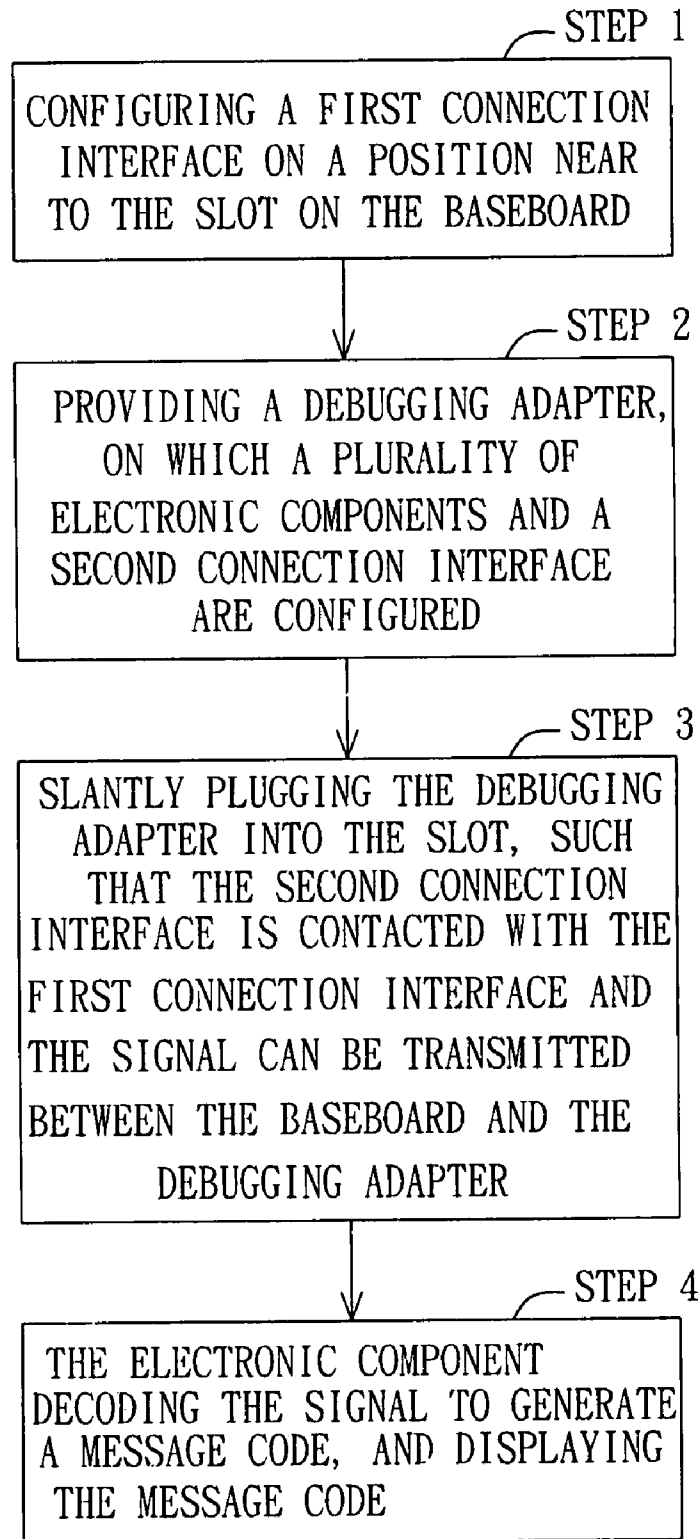 STEP 1
CONFIGURING A FIRST CONNECTION
INTERFACE ON A POSITION NEAR
TO THE SLOT ON THE BASEBOARD
STEP 2
PROVIDING A DEBUGGING ADAPTER,
ON WHICH A PLURALITY OF
ELECTRONIC COMPONENTS AND A
SECOND CONNECTION INTERFACE
ARE CONFIGURED
STEP 3
SLANTLY PLUGGING THE DEBUGGING
ADAPTER INTO THE SLOT, SUCH
THAT THE SECOND CONNECTION
INTERFACE IS CONTACTED WITH THE
FIRST CONNECTION INTERFACE AND
THE SIGNAL CAN BE TRANSMITTED
BETWEEN THE BASEBOARD AND THE
DEBUGGING ADAPTER
STEP 4
THE ELECTRONIC COMPONENT
DECODING THE SIGNAL TO GENERATE
A MESSAGE CODE, AND DISPLAYING
THE MESSAGE CODE